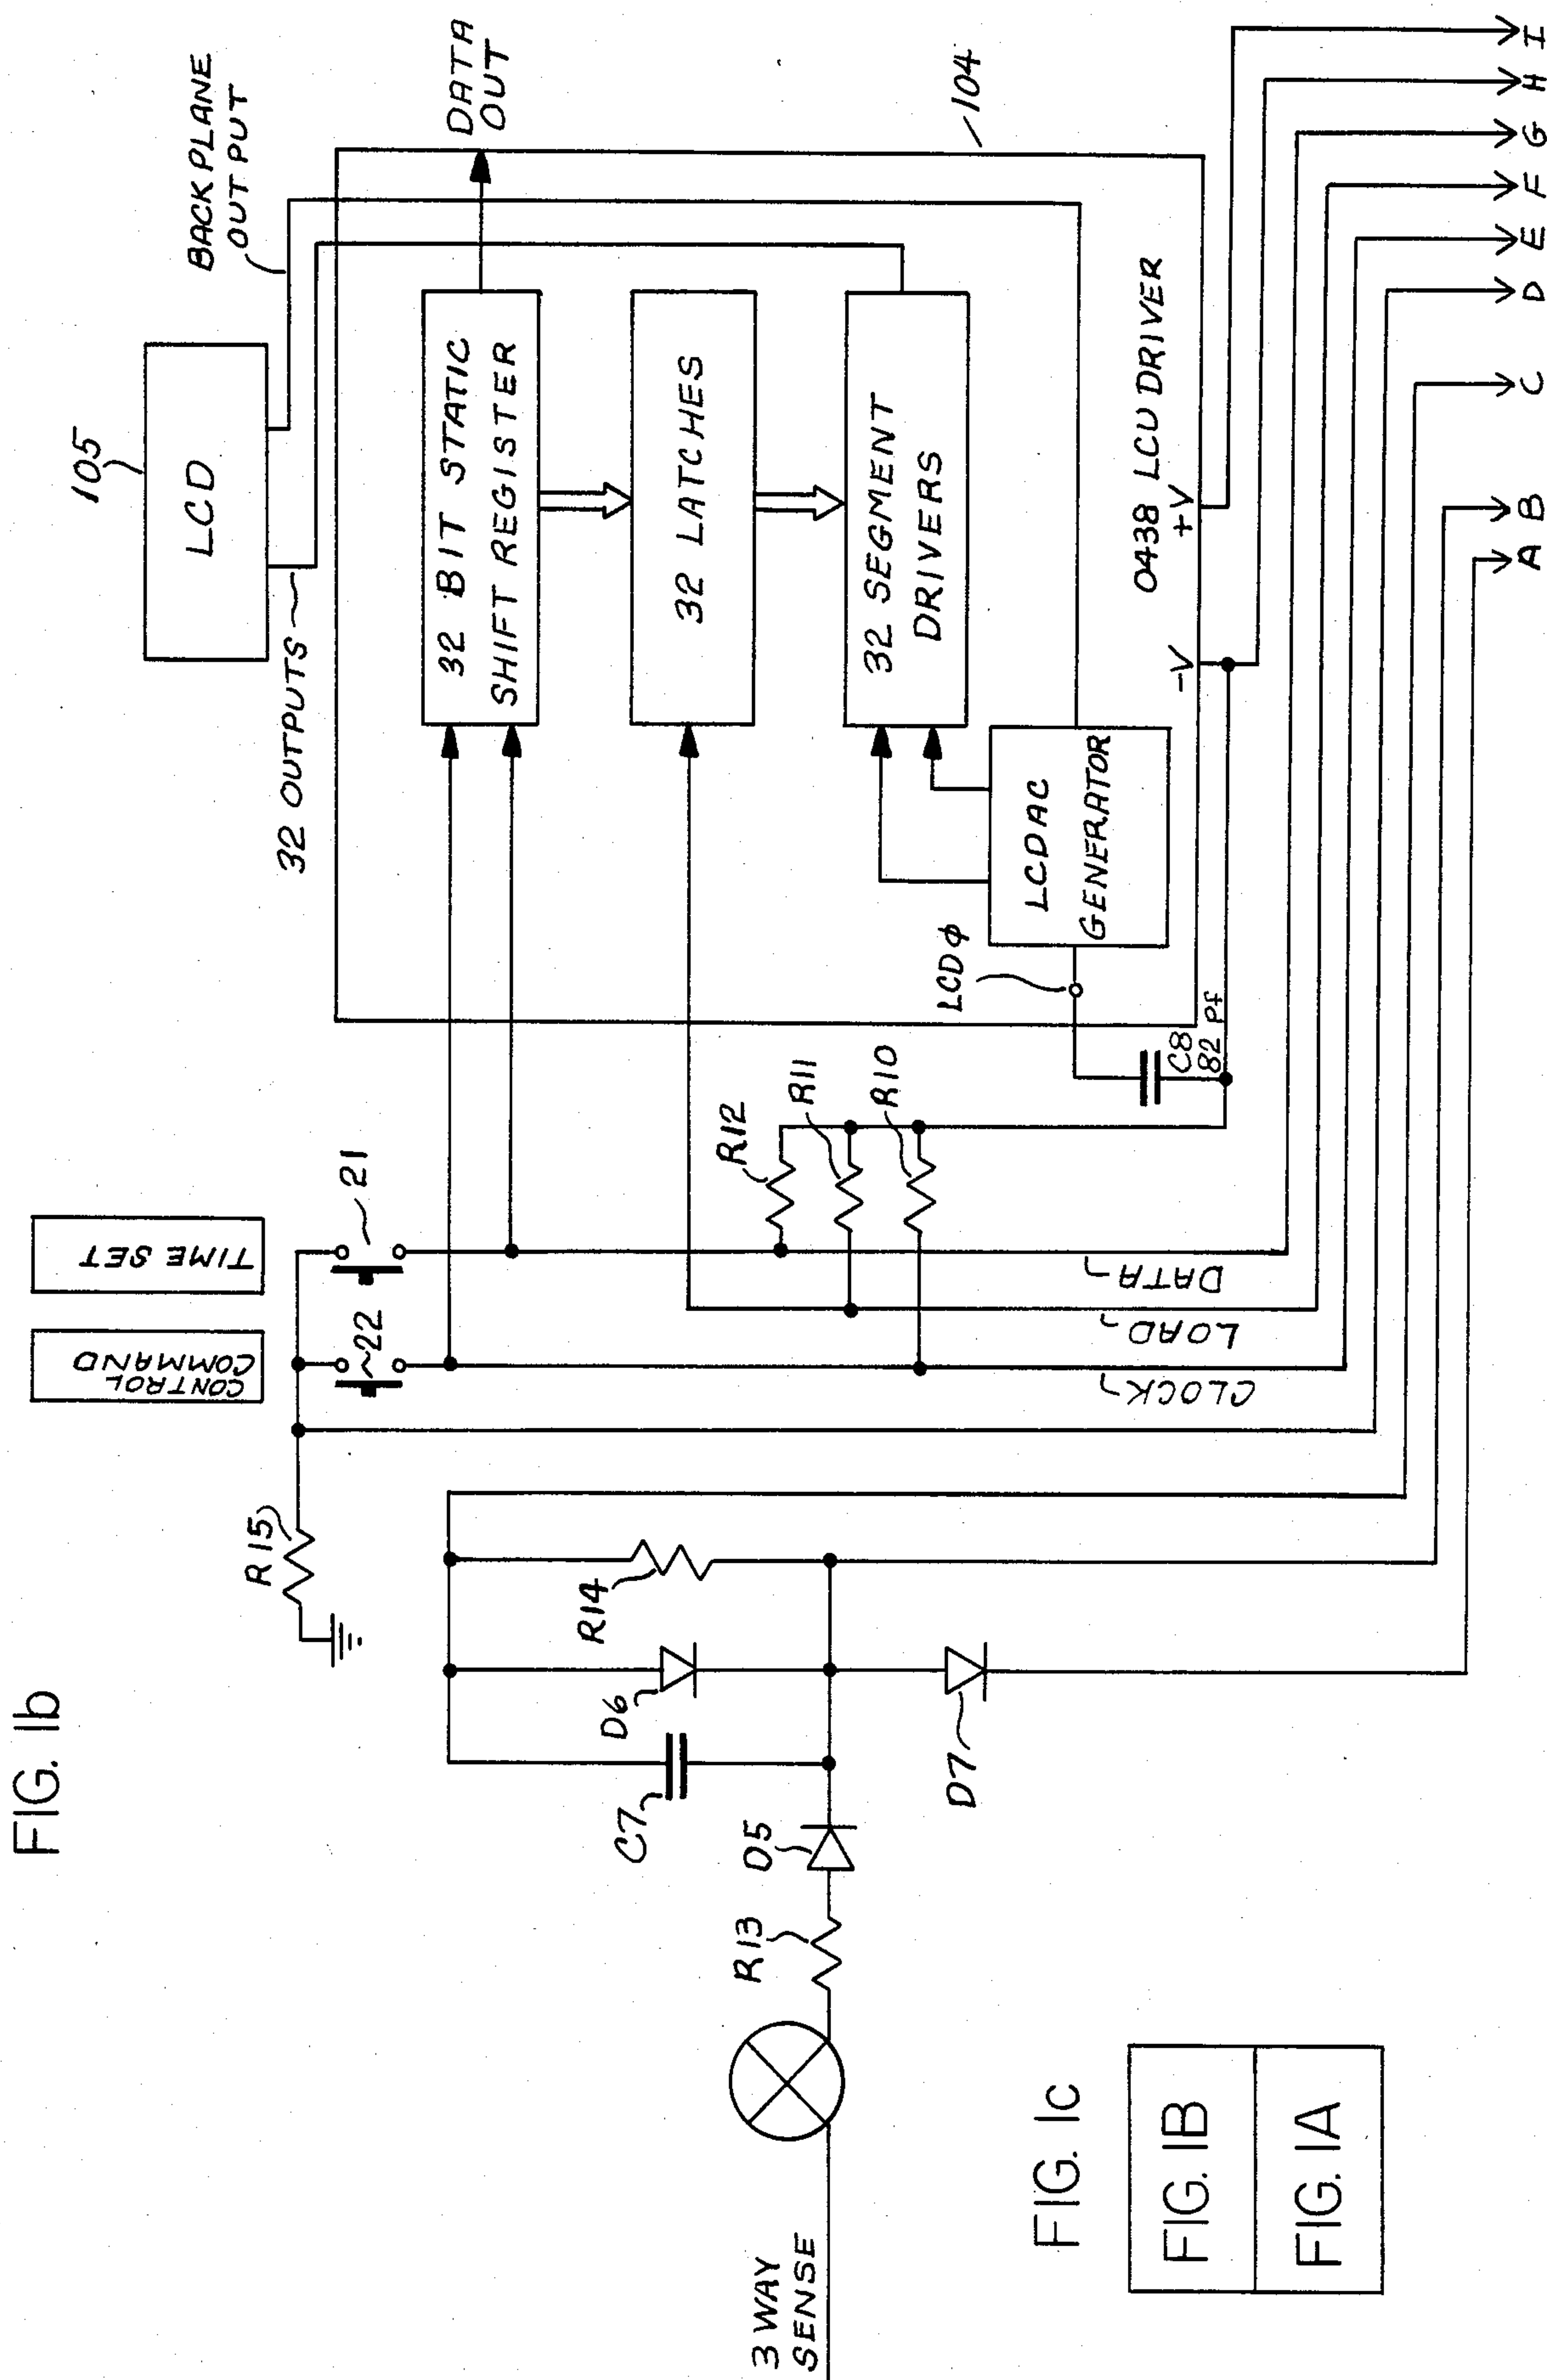 FIG. 1b
105
LCD
BACK PLANE
OUTPUT
32 OUTPUTS
DATA
OUT
32 BIT STATIC
SHIFT REGISTER
32 LATCHES
32 SEGMENT
DRIVERS
LCDAC
GENERATOR
LCDϕ
104
0438 LCU DRIVER
-V
+V
C8
82 pf
TIME SET
21
CONTROL
COMMAND
22
R12
R11
R10
DATA
LOAD
CLOCK
R15
R14
D6
C7
D5
D7
R13
3 WAY
SENSE
A
B
C
D
E
F
G
H
I
FIG. 1c
FIG. 1B
FIG. 1A